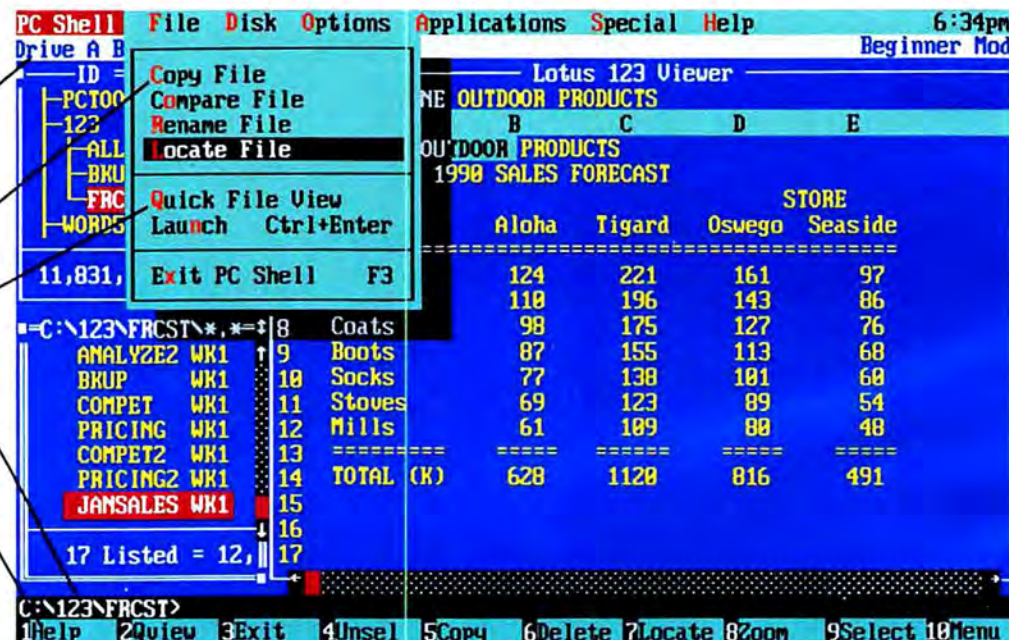 PC Shell File Disk Options Applications Special Help 6:34pm
Drive A B Beginner Mod
ID = Lotus 123 Viewer
Copy File
PCTOO Compare File NE OUTDOOR PRODUCTS
123 Rename File B C D E
ALL Locate File OUTDOOR PRODUCTS
BKU 1990 SALES FORECAST
FRC Quick File View STORE
WORDS Launch Ctrl+Enter Aloha Tigard Oswego Seaside
11,831, Exit PC Shell F3 124 221 161 97
110 196 143 86
C:\123\FRCST\*.* 8 Coats 98 175 127 76
ANALYZE2 WK1 9 Boots 87 155 113 68
BKUP WK1 10 Socks 77 138 101 60
COMPET WK1 11 Stoves 69 123 89 54
PRICING WK1 12 Mills 61 109 80 48
COMPET2 WK1 13 ========= ===== ====== ===== =====
PRICING2 WK1 14 TOTAL (K) 628 1120 816 491
JANSALES WK1 15
16
17 Listed = 12, 17
C:\123\FRCST>
1Help 2Qview 3Exit 4Unsel 5Copy 6Delete 7Locate 8Zoom 9Select 10Menu